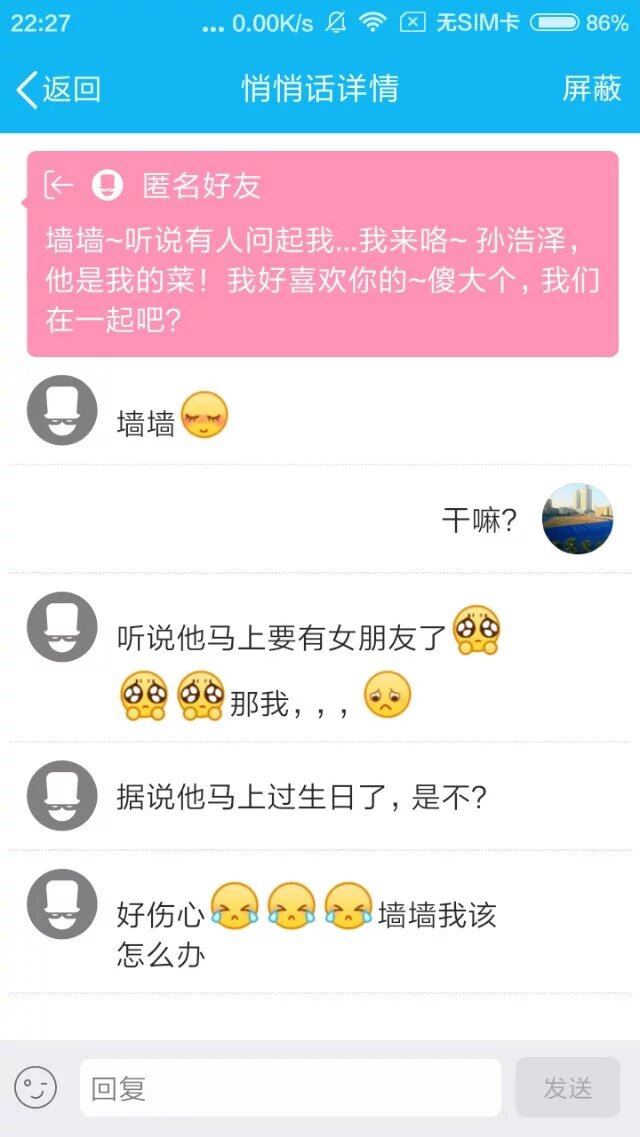 22:27 ... 0.00K/s 无SIM卡 86%
返回 悄悄话详情 屏蔽
匿名好友
墙墙~听说有人问起我...我来咯~ 孙浩泽，
他是我的菜！我好喜欢你的~傻大个，我们
在一起吧？
墙墙
干嘛？
听说他马上要有女朋友了
那我，，，
据说他马上过生日了，是不？
好伤心 墙墙我该
怎么办
回复 发送